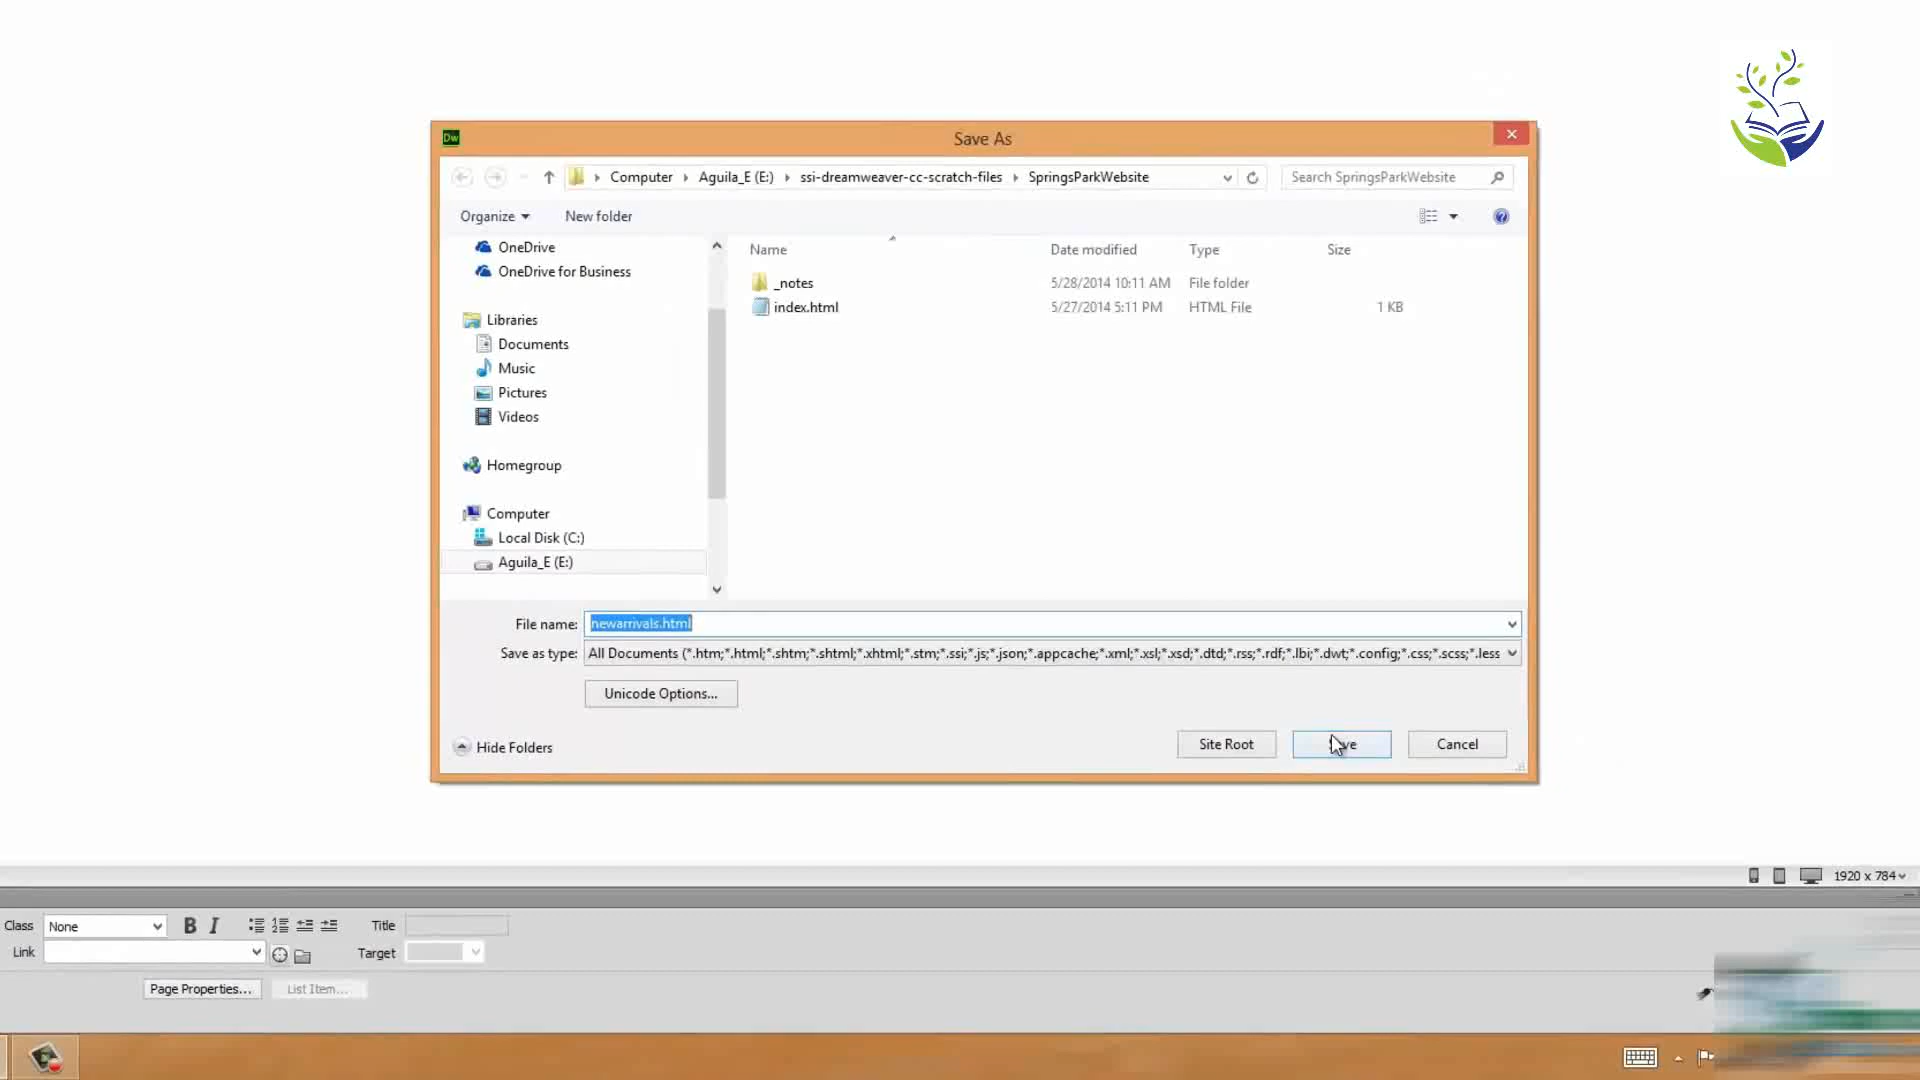 Dw
Save As
Computer Aguila_E (E:) ssi-dreamweaver-cc-scratch-files SpringsParkWebsite
Search SpringsParkWebsite
Organize New folder
Name Date modified Type Size
_notes 5/28/2014 10:11 AM File folder
index.html 5/27/2014 5:11 PM HTML File 1 KB
OneDrive
OneDrive for Business
Libraries
Documents
Music
Pictures
Videos
Homegroup
Computer
Local Disk (C:)
Aguila_E (E:)
File name: newarrivals.html
Save as type: All Documents (*.htm;*.html;*.shtm;*.shtml;*.xhtml;*.stm;*.ssi;*.js;*.json;*.appcache;*.xml;*.xsl;*.xsd;*.dtd;*.rss;*.rdf;*.lbi;*.dwt;*.config;*.css;*.scss;*.less
Unicode Options...
Hide Folders
Site Root Cancel
1920 x 784
Class None B I Title
Link Target
Page Properties... List Item...